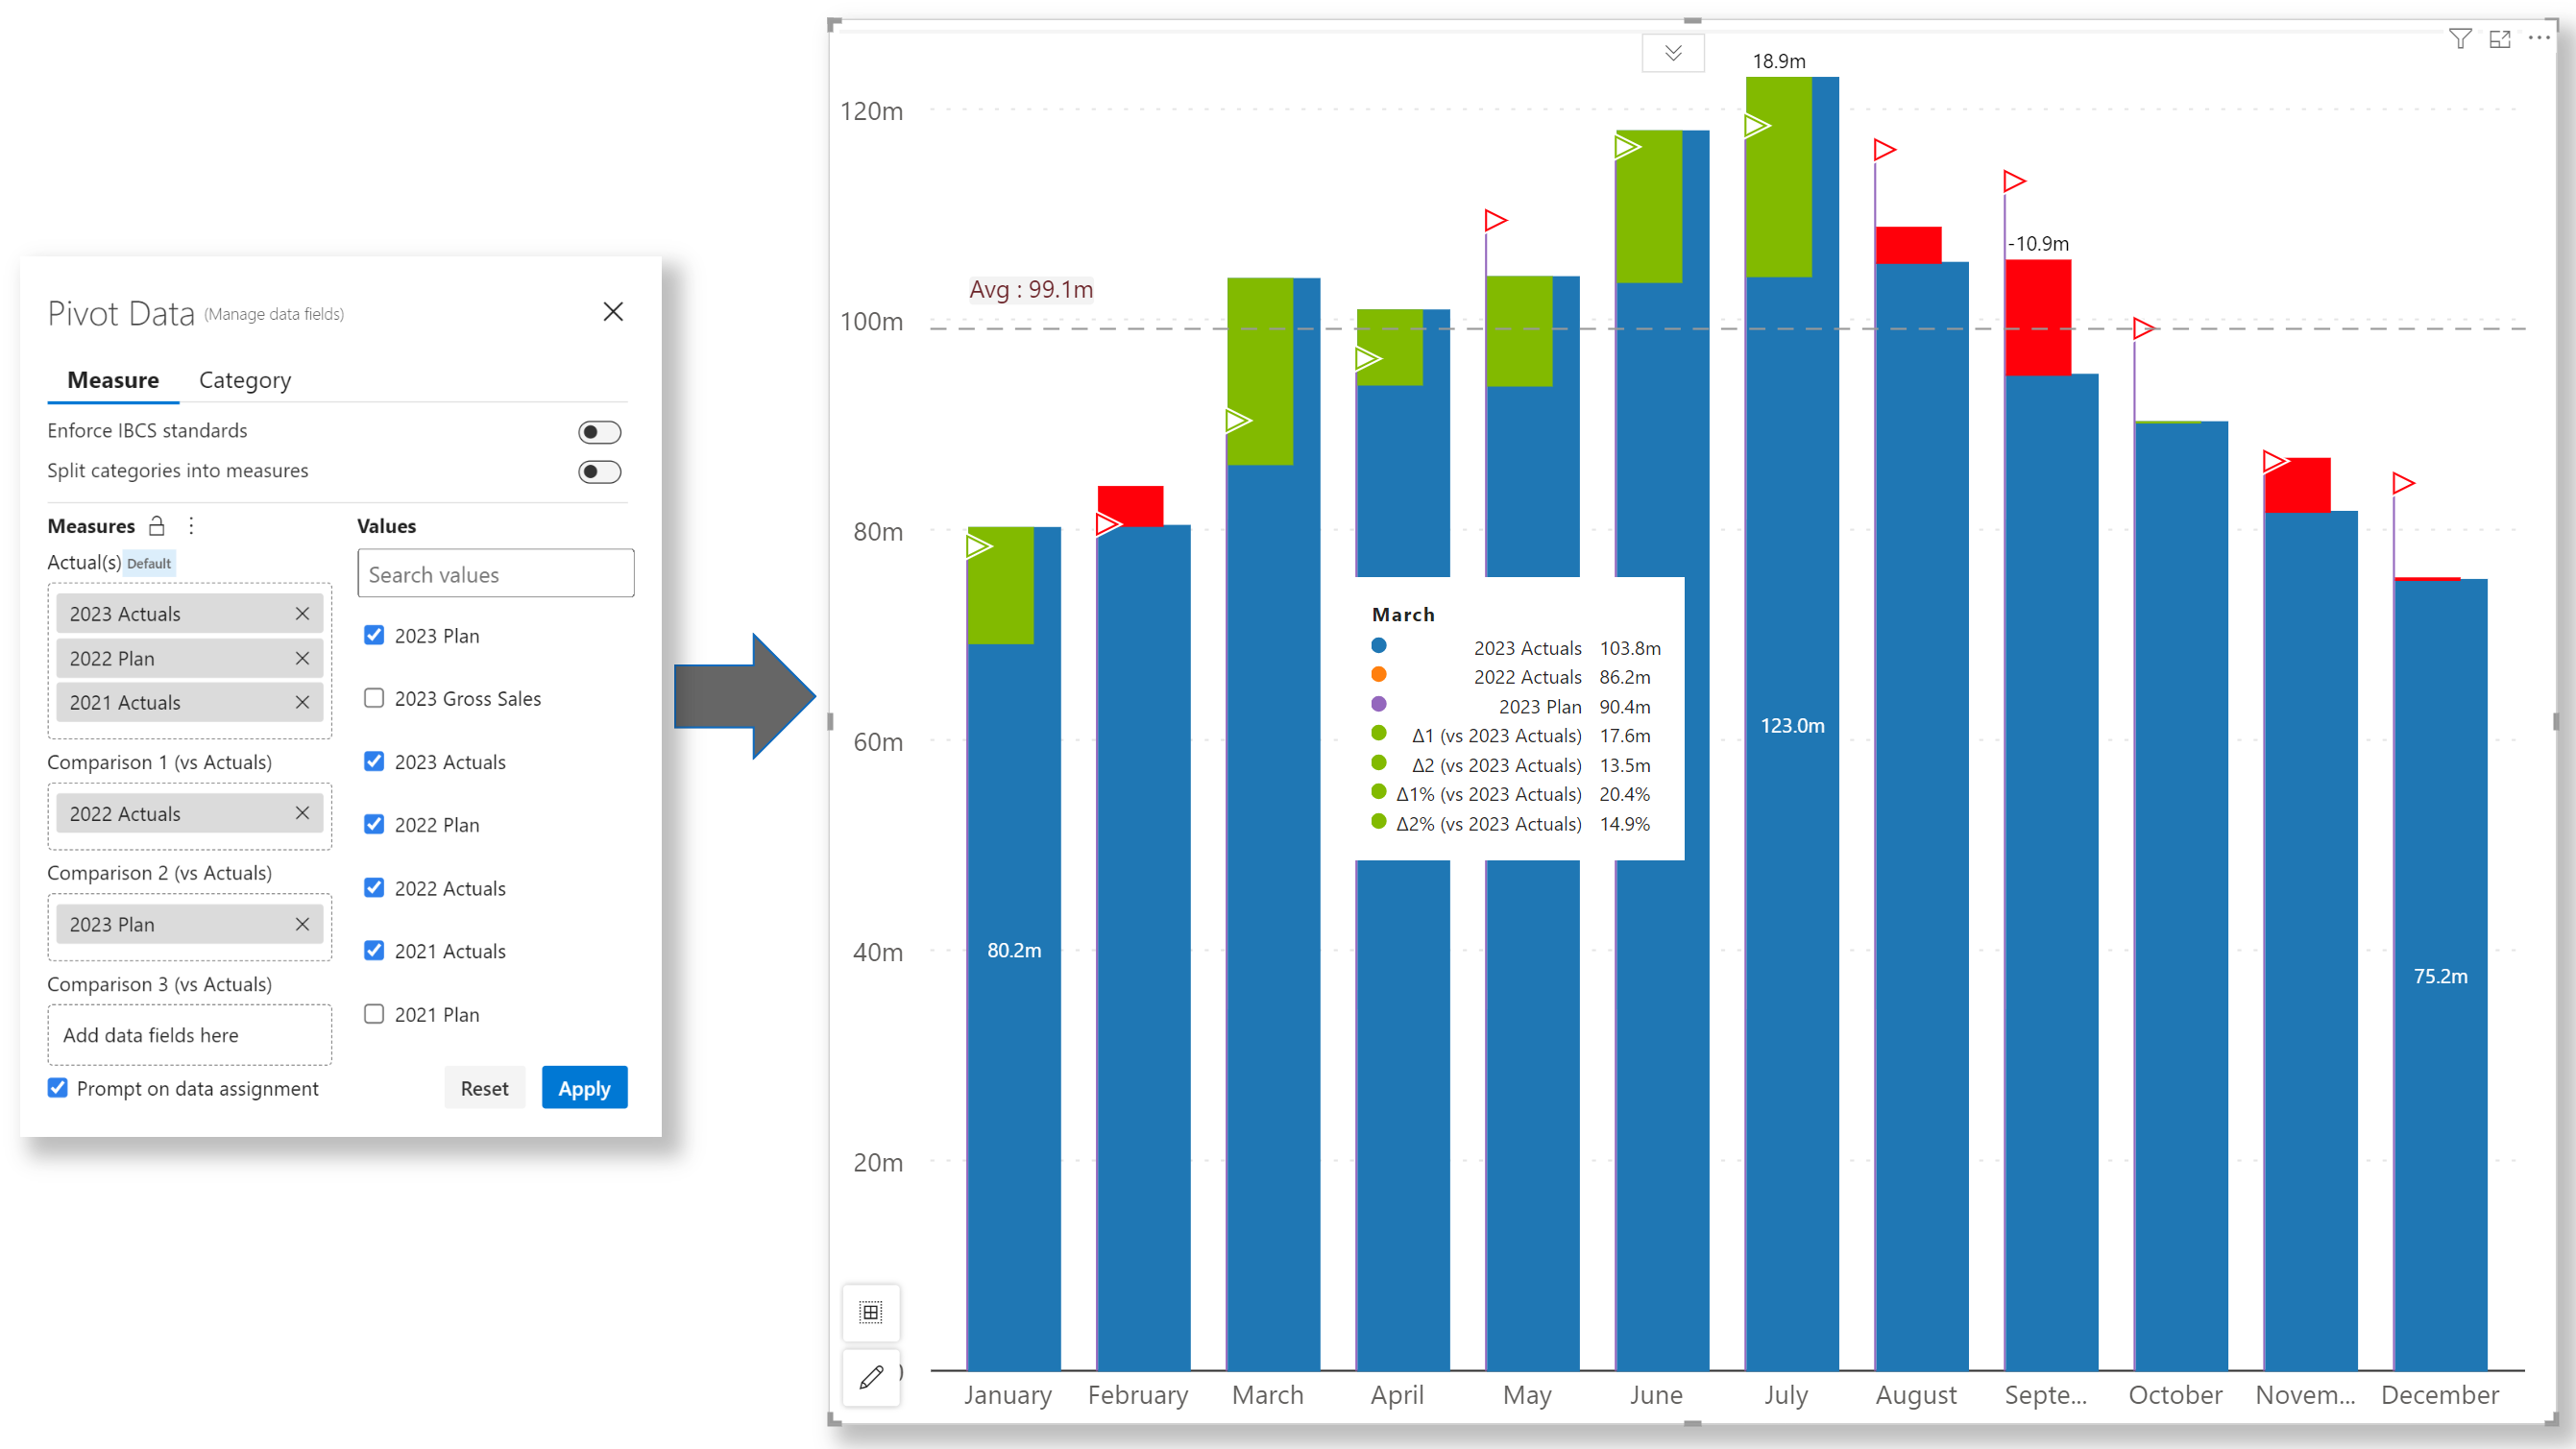 Pivot Data (Manage data fields)
Measure Category
Enforce IBCS standards
Split categories into measures
Measures
Actual(s) Default
2023 Actuals
2022 Plan
2021 Actuals
Comparison 1 (vs Actuals)
2022 Actuals
Comparison 2 (vs Actuals)
2023 Plan
Comparison 3 (vs Actuals)
Add data fields here
Prompt on data assignment
Values
Search values
2023 Plan
2023 Gross Sales
2023 Actuals
2022 Plan
2022 Actuals
2021 Actuals
2021 Plan
Reset Apply
120m
100m
80m
60m
40m
20m
Avg : 99.1m
18.9m
-10.9m
80.2m
123.0m
75.2m
March
2023 Actuals 103.8m
2022 Actuals 86.2m
2023 Plan 90.4m
Δ1 (vs 2023 Actuals) 17.6m
Δ2 (vs 2023 Actuals) 13.5m
Δ1% (vs 2023 Actuals) 20.4%
Δ2% (vs 2023 Actuals) 14.9%
January February March April May June July August Septe... October Novem... December